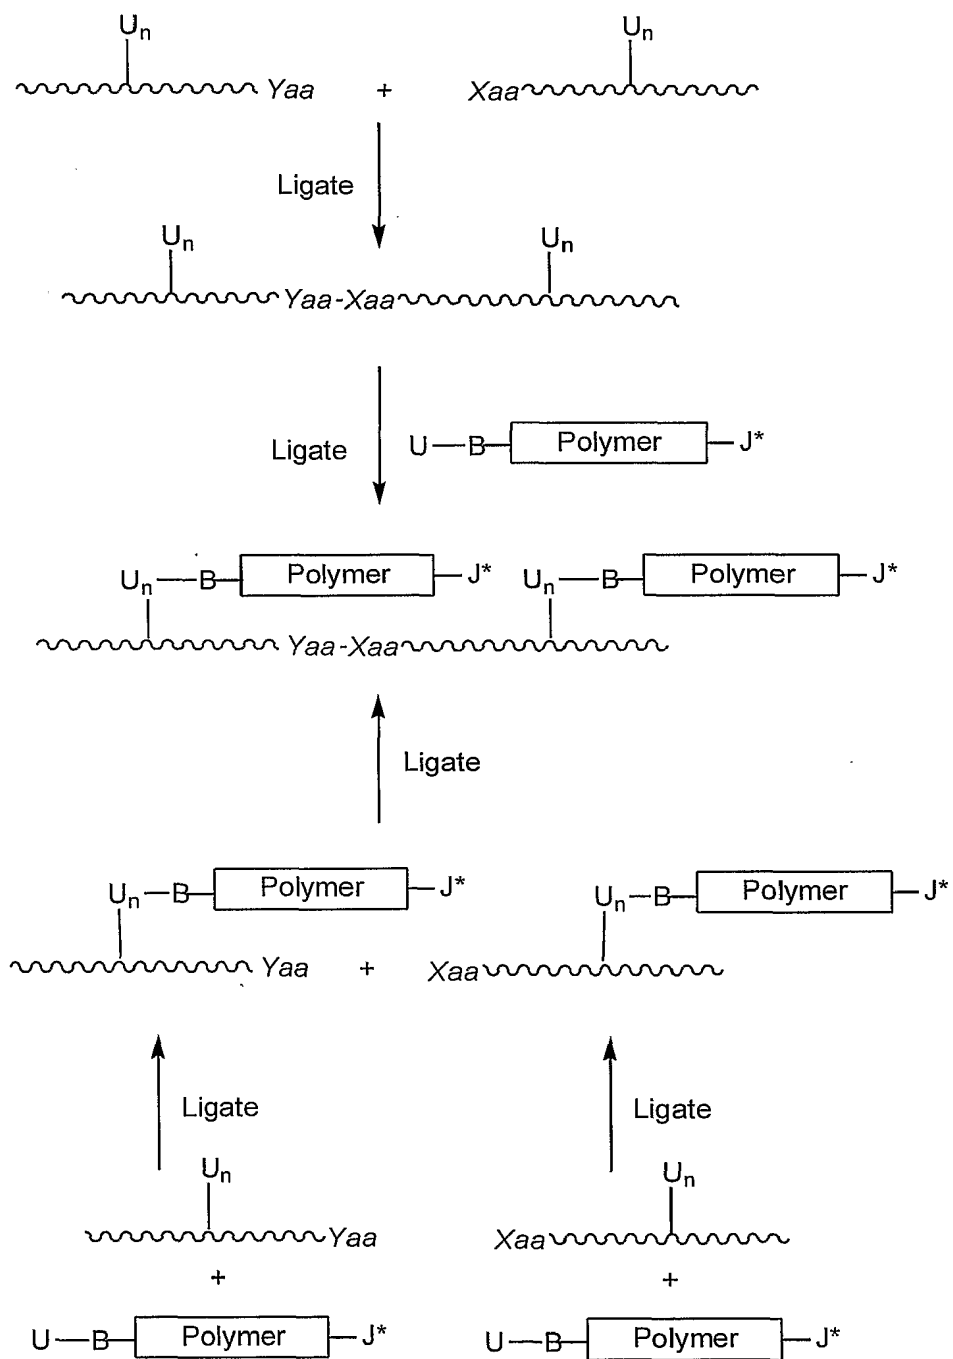 Un Un
Yaa + Xaa
Ligate
Un Un
Yaa-Xaa
Ligate U—B—Polymer—J*
Un—B—Polymer—J* Un—B—Polymer—J*
Yaa-Xaa
Ligate
Un—B—Polymer—J* Un—B—Polymer—J*
Yaa + Xaa
Ligate Ligate
Un Un
Yaa Xaa
+ +
U—B—Polymer—J* U—B—Polymer—J*